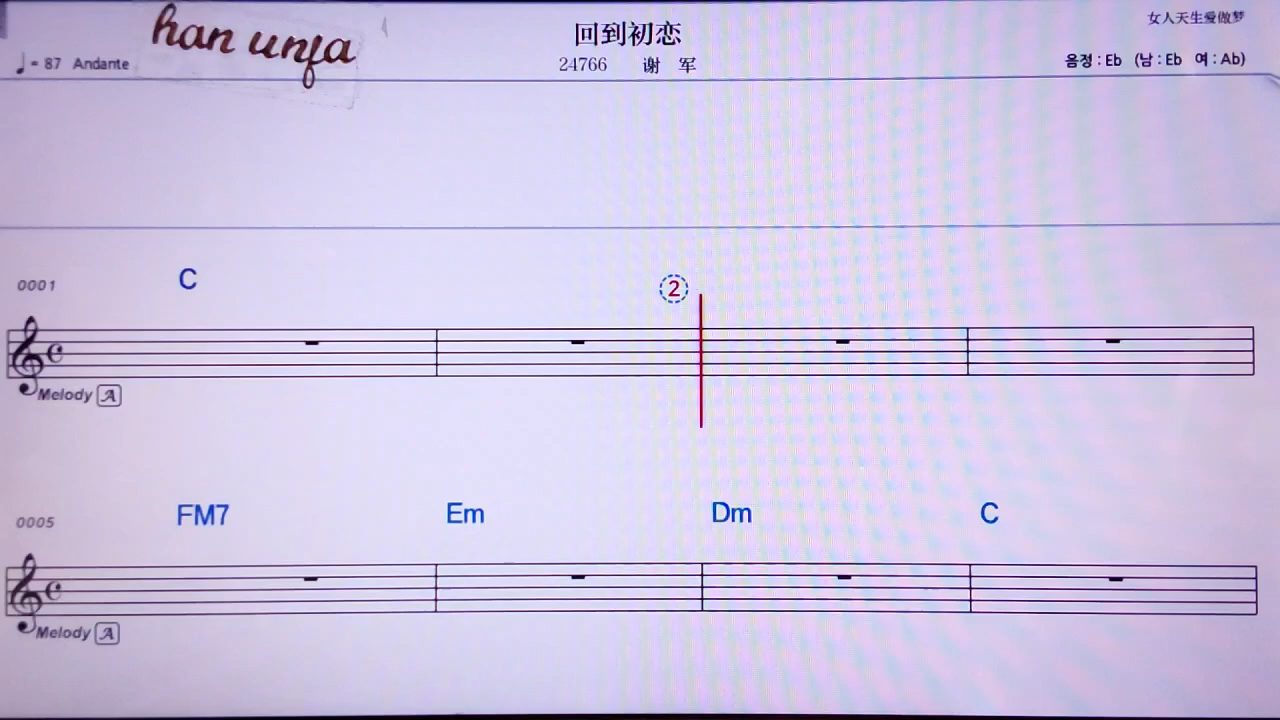 han unja
回到初恋
女人天生爱做梦
♩= 87 Andante
24766 谢 军
음정 : Eb (남 : Eb 여 : Ab)
0001 C
②
Melody A
0005 FM7 Em Dm C
Melody A